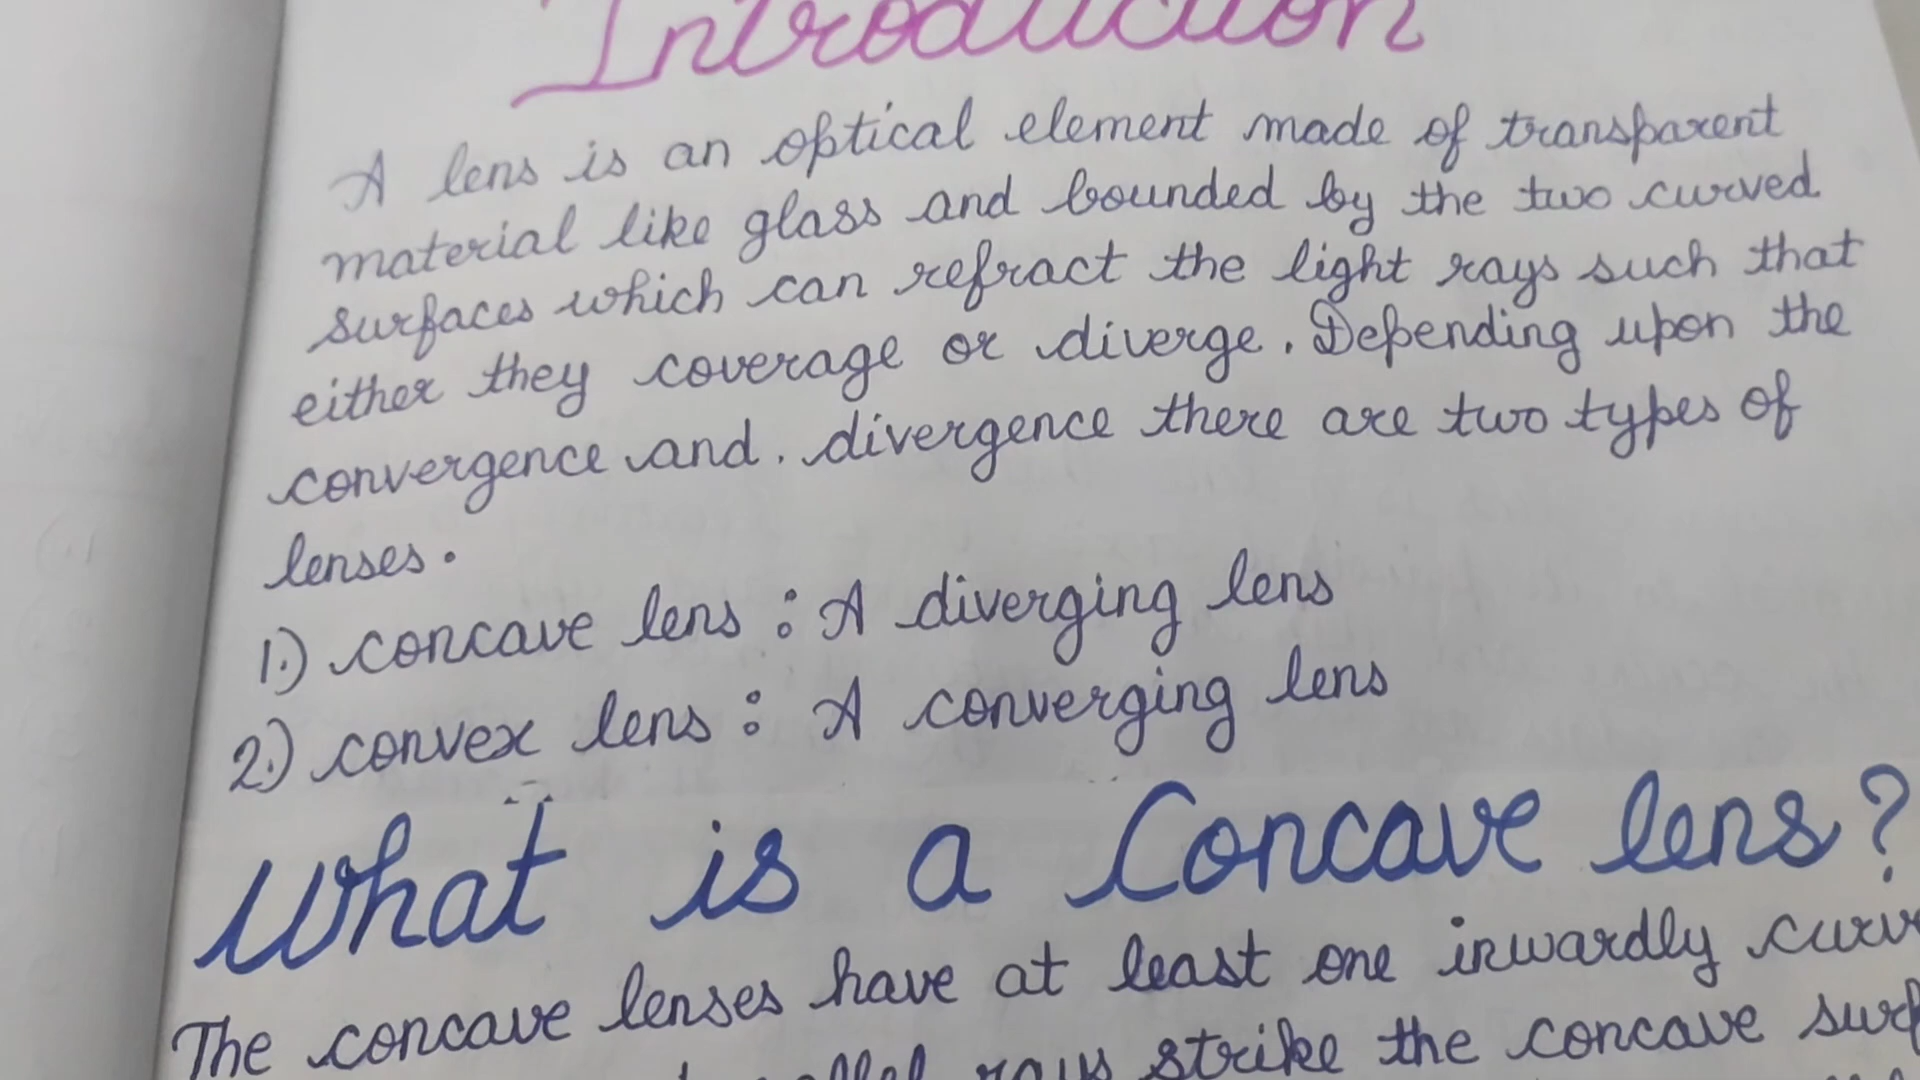 Introduction
A lens is an optical element made of transparent
material like glass and bounded by the two curved
surfaces which can refract the light rays such that
either they coverage or diverge. Depending upon the
convergence and. divergence there are two types of
lenses.
1.) concave lens : A diverging lens
2.) convex lens : A converging lens
What is a Concave lens?
The concave lenses have at least one inwardly
rays strike the concave